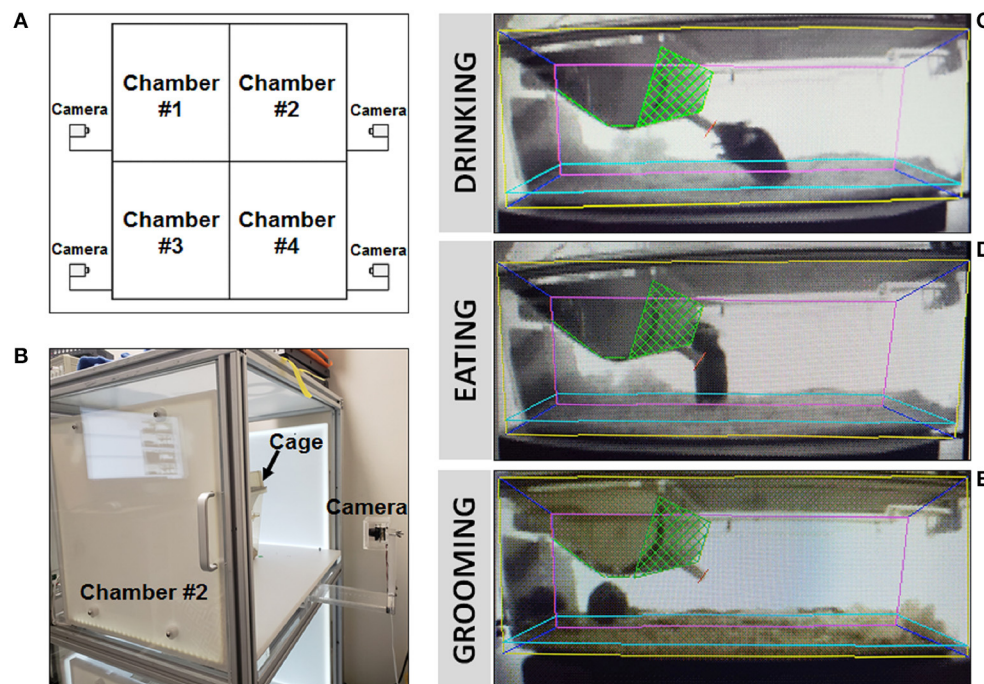 A
Chamber
#1
Chamber
#2
Camera
Camera
Chamber
#3
Chamber
#4
Camera
Camera
B
Cage
Camera
Chamber #2
C
DRINKING
D
EATING
E
GROOMING